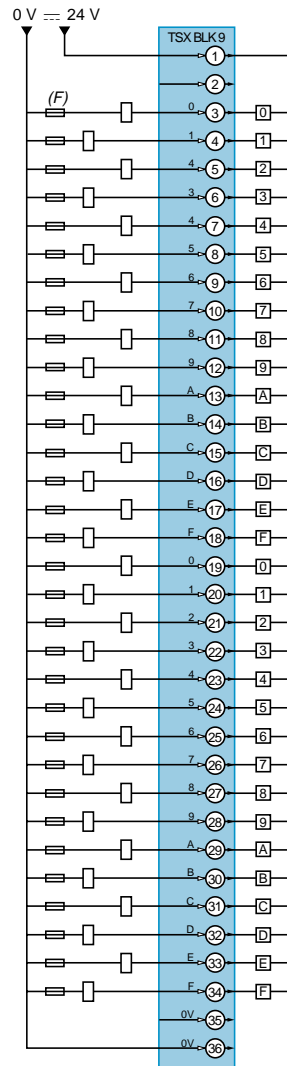 0 V ⎓ 24 V
TSX BLK 9
1
2
(F) 0 3 0
1 4 1
4 5 2
3 6 3
4 7 4
5 8 5
6 9 6
7 10 7
8 11 8
9 12 9
A 13 A
B 14 B
C 15 C
D 16 D
E 17 E
F 18 F
0 19 0
1 20 1
2 21 2
3 22 3
4 23 4
5 24 5
6 25 6
7 26 7
8 27 8
9 28 9
A 29 A
B 30 B
C 31 C
D 32 D
E 33 E
F 34 F
0V 35
0V 36